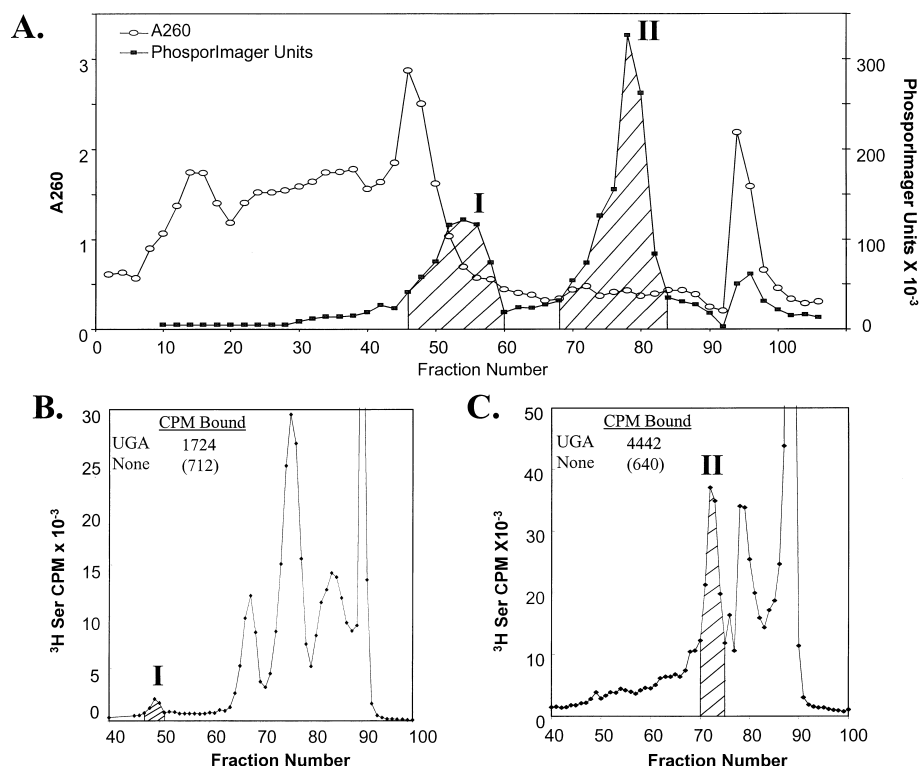 A.
A260
PhosporImager Units
I
II
3
2
1
0
A260
300
200
100
0
PhosporImager Units X 10-3
0 10 20 30 40 50 60 70 80 90 100
Fraction Number
B.
CPM Bound
UGA 1724
None (712)
I
30
25
20
15
10
5
0
3H Ser CPM x 10-3
40 50 60 70 80 90 100
Fraction Number
C.
CPM Bound
UGA 4442
None (640)
II
50
40
30
20
10
0
3H Ser CPM X10-3
40 50 60 70 80 90 100
Fraction Number